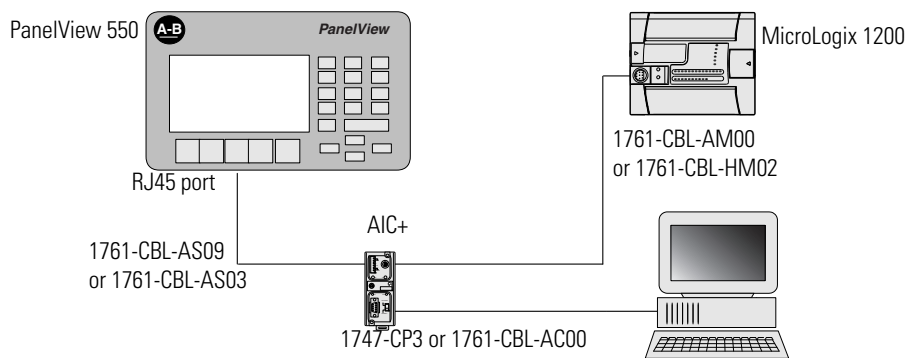 PanelView 550
A-B
PanelView
MicroLogix 1200
RJ45 port
1761-CBL-AM00
or 1761-CBL-HM02
1761-CBL-AS09
or 1761-CBL-AS03
AIC+
1747-CP3 or 1761-CBL-AC00